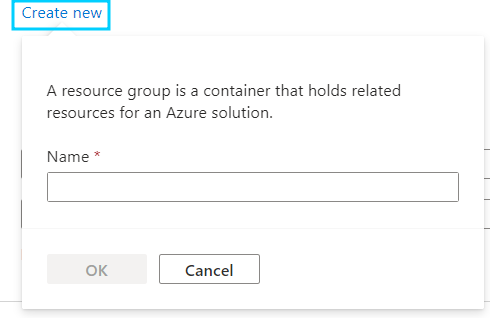 Create new
A resource group is a container that holds related
resources for an Azure solution.
Name *
OK
Cancel